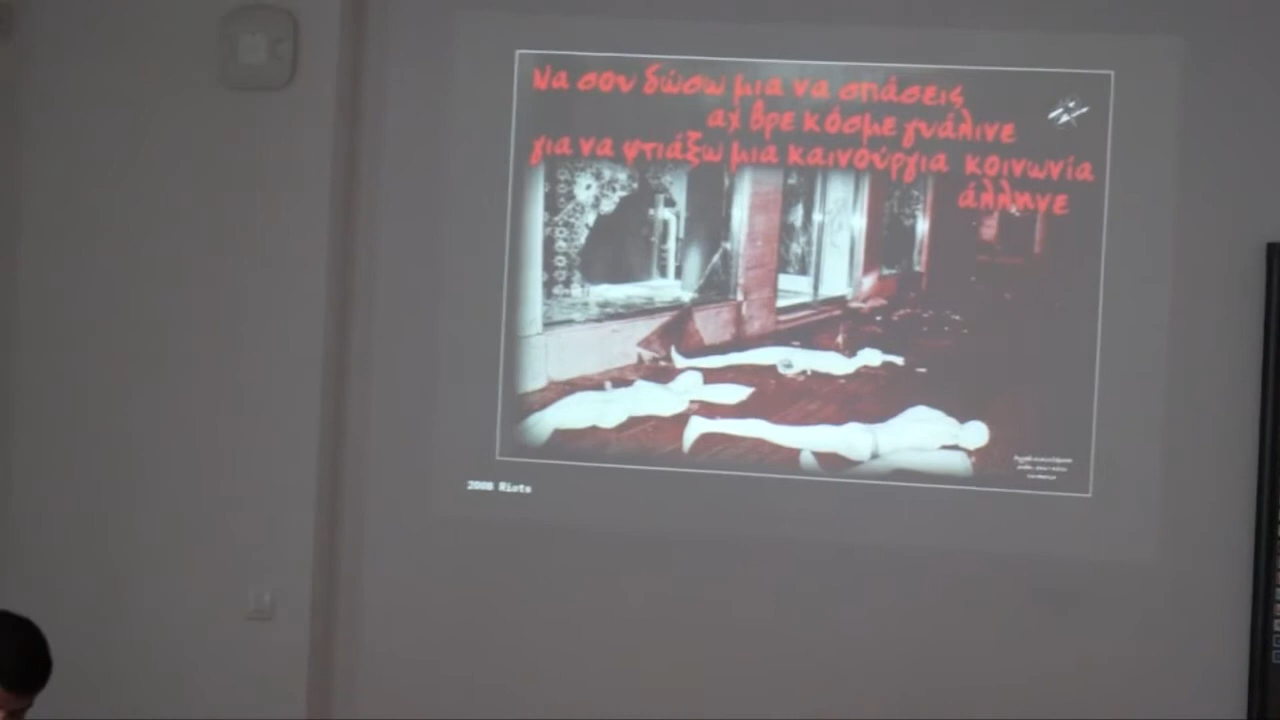 Να σου δώσω μια να σπάσεις
αχ βρε κόσμε γυάλινε
για να φτιάξω μια καινούργια κοινωνία
άλληνε
2008 Riots